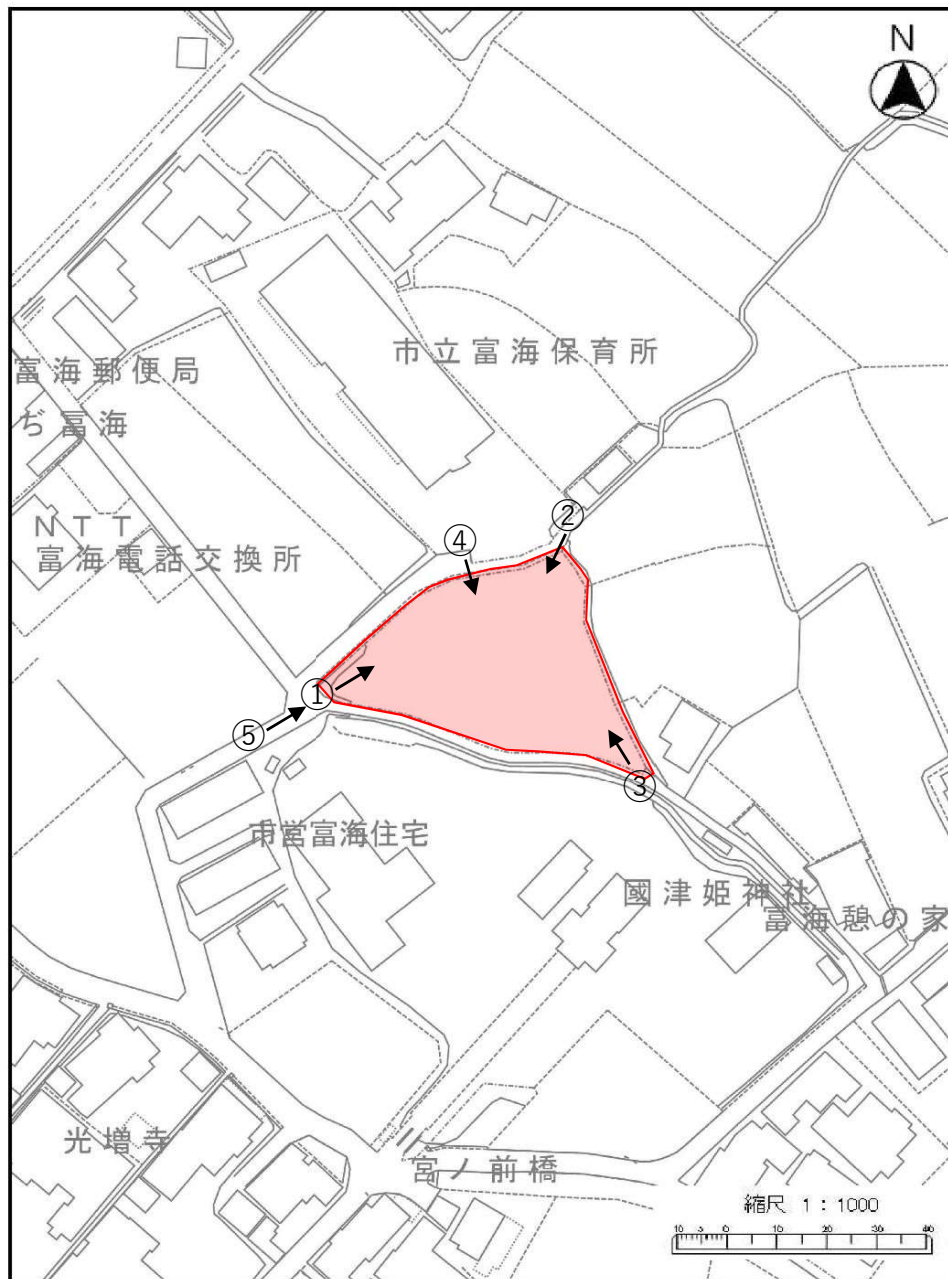 N
市立富海保育所
富海郵便局
ぢ富海
NTT
富海電話交換所
②
④
①
⑤
③
市営富海住宅
國津姫神社
富海憩の家
光増寺
宮ノ前橋
縮尺 1:1000
10 5 0 10 20 30 40